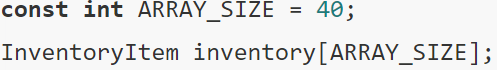 const int ARRAY_SIZE = 40;
InventoryItem inventory[ARRAY_SIZE];